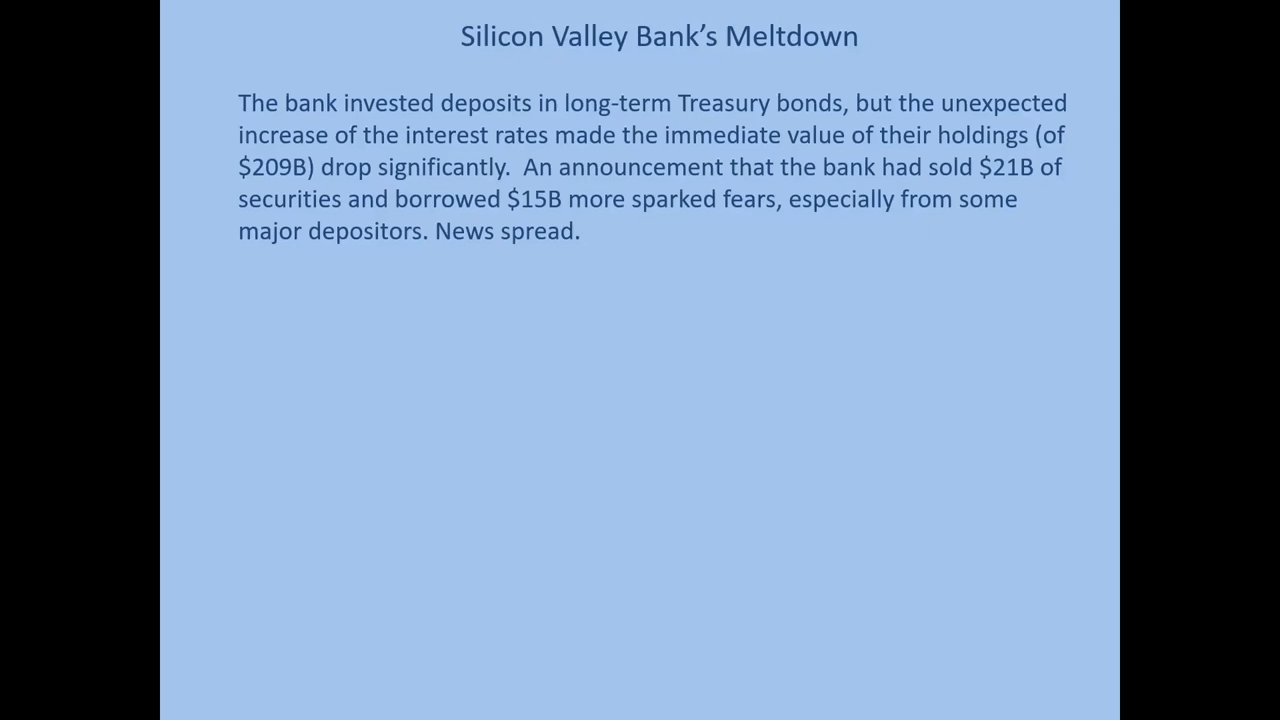 Silicon Valley Bank’s Meltdown
The bank invested deposits in long-term Treasury bonds, but the unexpected
increase of the interest rates made the immediate value of their holdings (of
$209B) drop significantly.  An announcement that the bank had sold $21B of
securities and borrowed $15B more sparked fears, especially from some
major depositors. News spread.